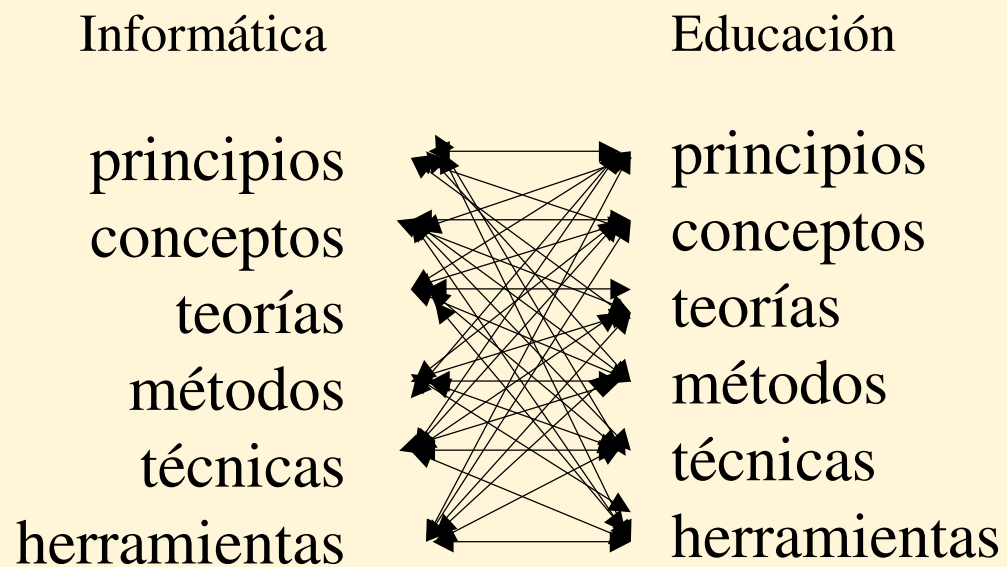 Informática
principios
conceptos
teorías
métodos
técnicas
herramientas
Educación
principios
conceptos
teorías
métodos
técnicas
herramientas